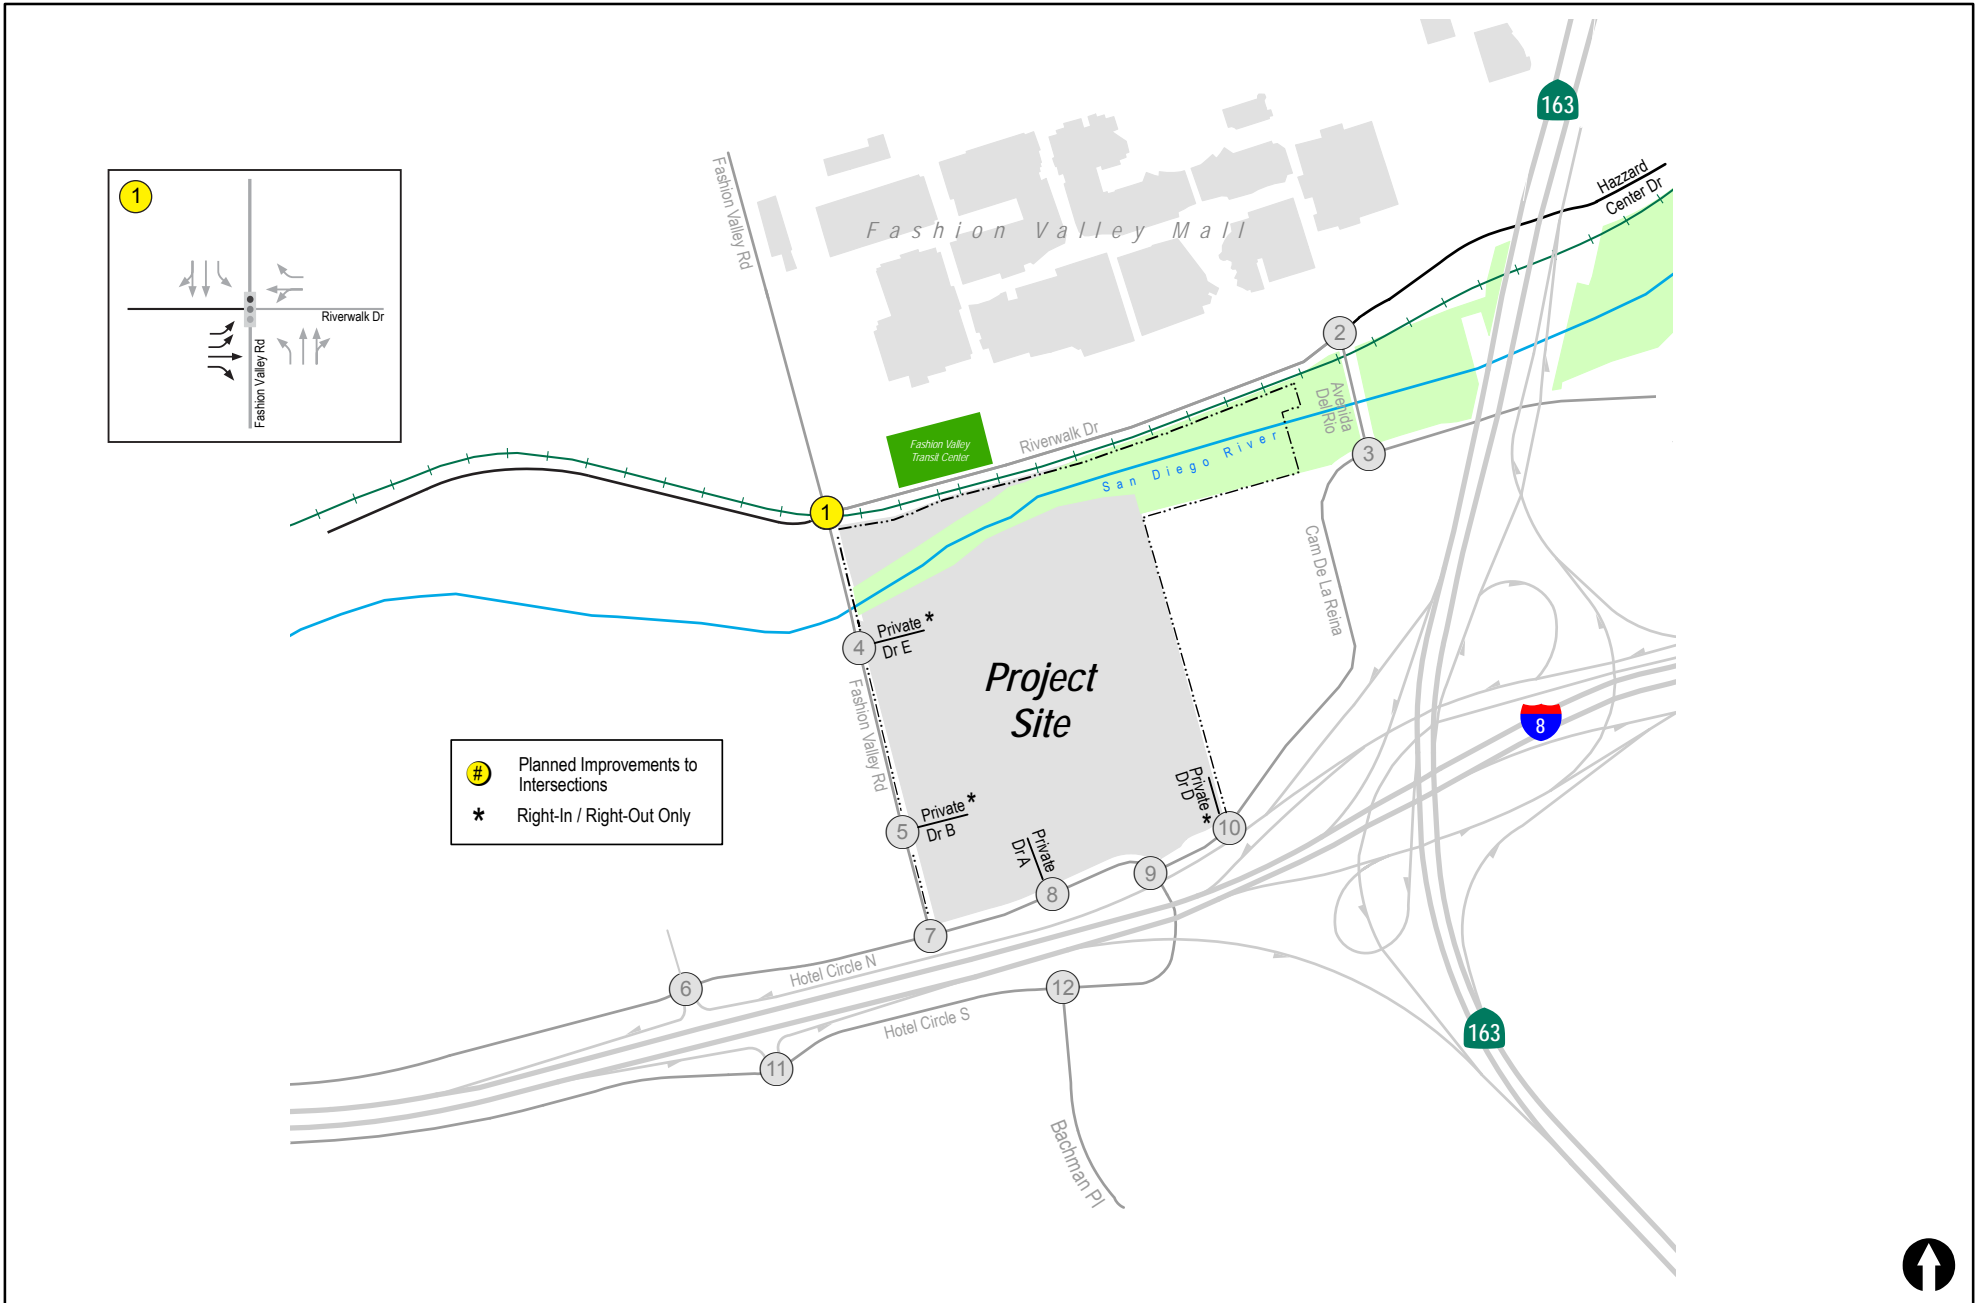 163
Hazzard
Center Dr
Fashion Valley Rd
Fashion Valley Mall
1
Riverwalk Dr
Fashion Valley Rd
2
Avenida
Del Rio
Fashion Valley
Transit Center
Riverwalk Dr
San Diego River
3
1
Cam De La Reina
Private *
Dr E
4
Project
Site
Fashion Valley Rd
8
# Planned Improvements to
Intersections
* Right-In / Right-Out Only
Private *
Dr B
5
Private
Dr D
*
10
Private
Dr A
8
9
7
Hotel Circle N
6
12
Hotel Circle S
11
163
Bachman Pl